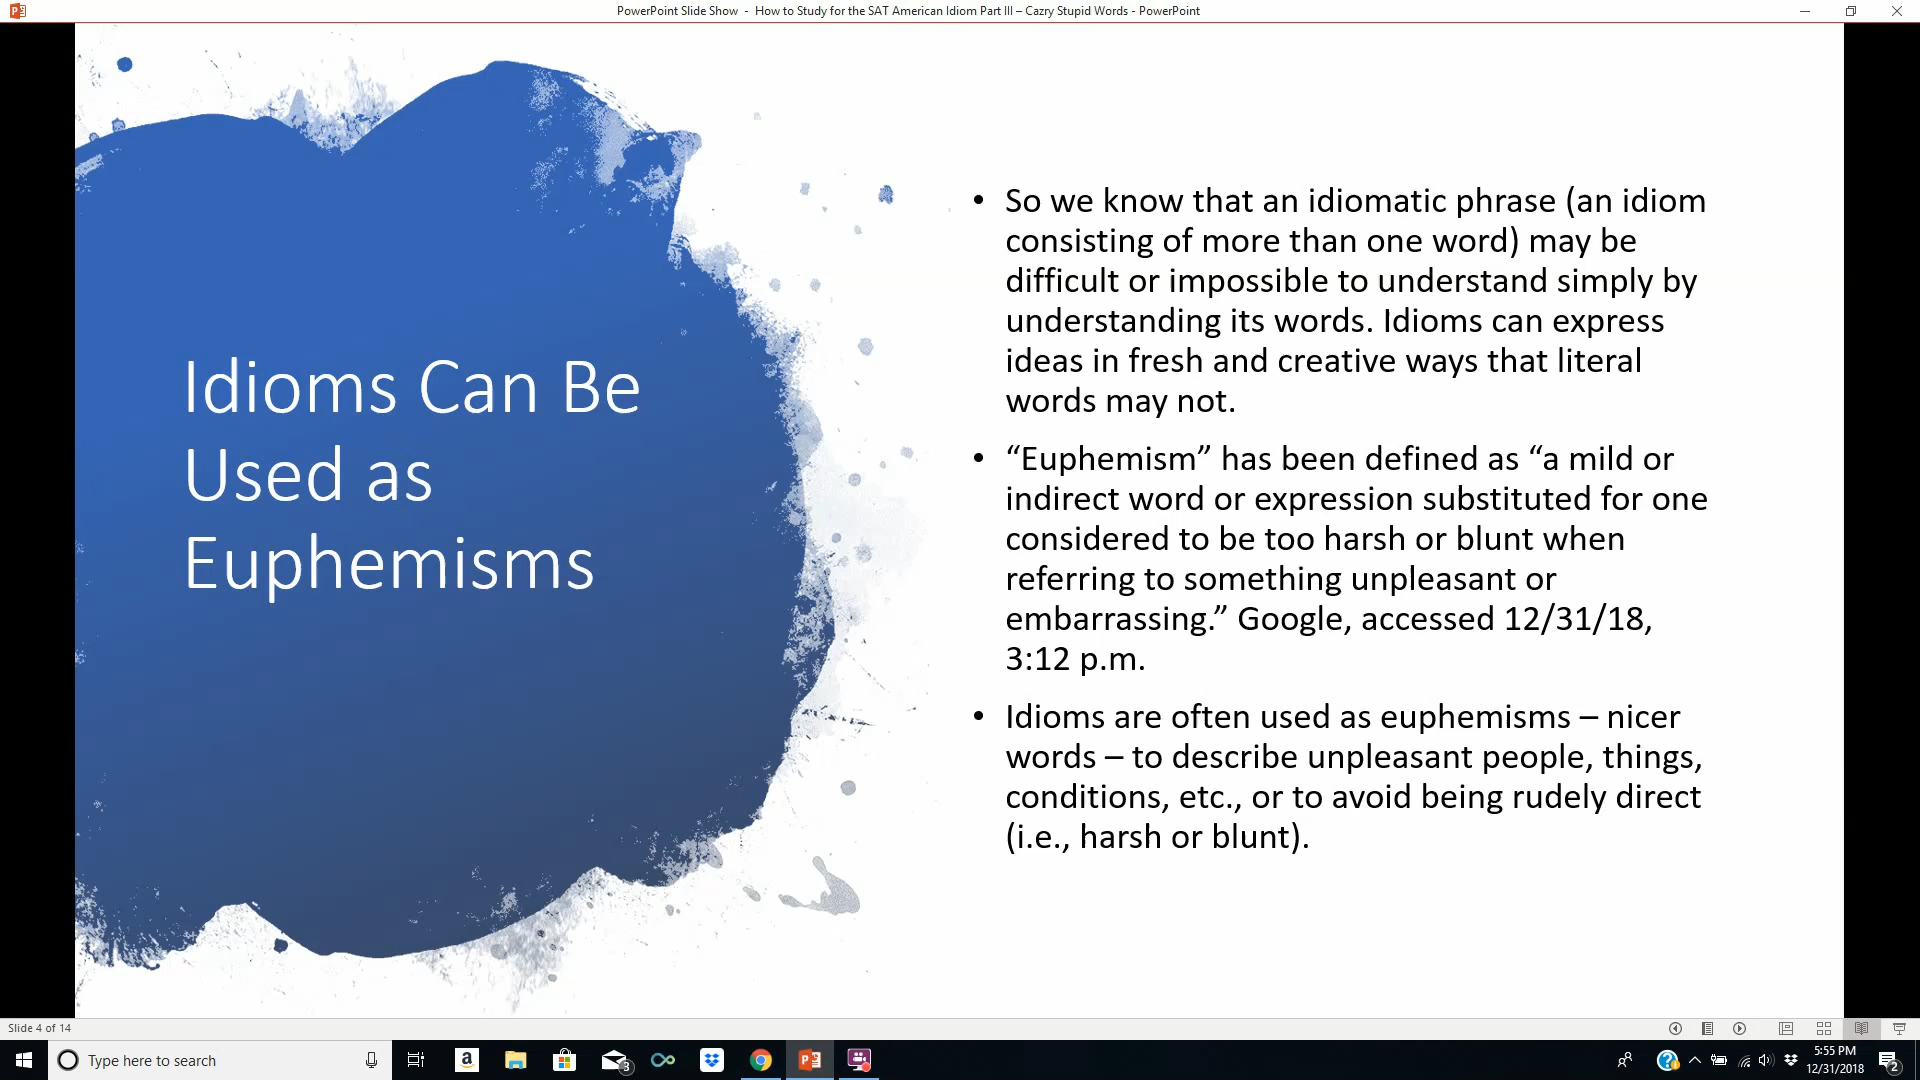 PowerPoint Slide Show - How to Study for the SAT American Idiom Part III – Cazry Stupid Words - PowerPoint
Idioms Can Be
Used as
Euphemisms
• So we know that an idiomatic phrase (an idiom
consisting of more than one word) may be
difficult or impossible to understand simply by
understanding its words. Idioms can express
ideas in fresh and creative ways that literal
words may not.
• “Euphemism” has been defined as “a mild or
indirect word or expression substituted for one
considered to be too harsh or blunt when
referring to something unpleasant or
embarrassing.” Google, accessed 12/31/18,
3:12 p.m.
• Idioms are often used as euphemisms – nicer
words – to describe unpleasant people, things,
conditions, etc., or to avoid being rudely direct
(i.e., harsh or blunt).
Slide 4 of 14
Type here to search
a
3
5:55 PM
12/31/2018
2